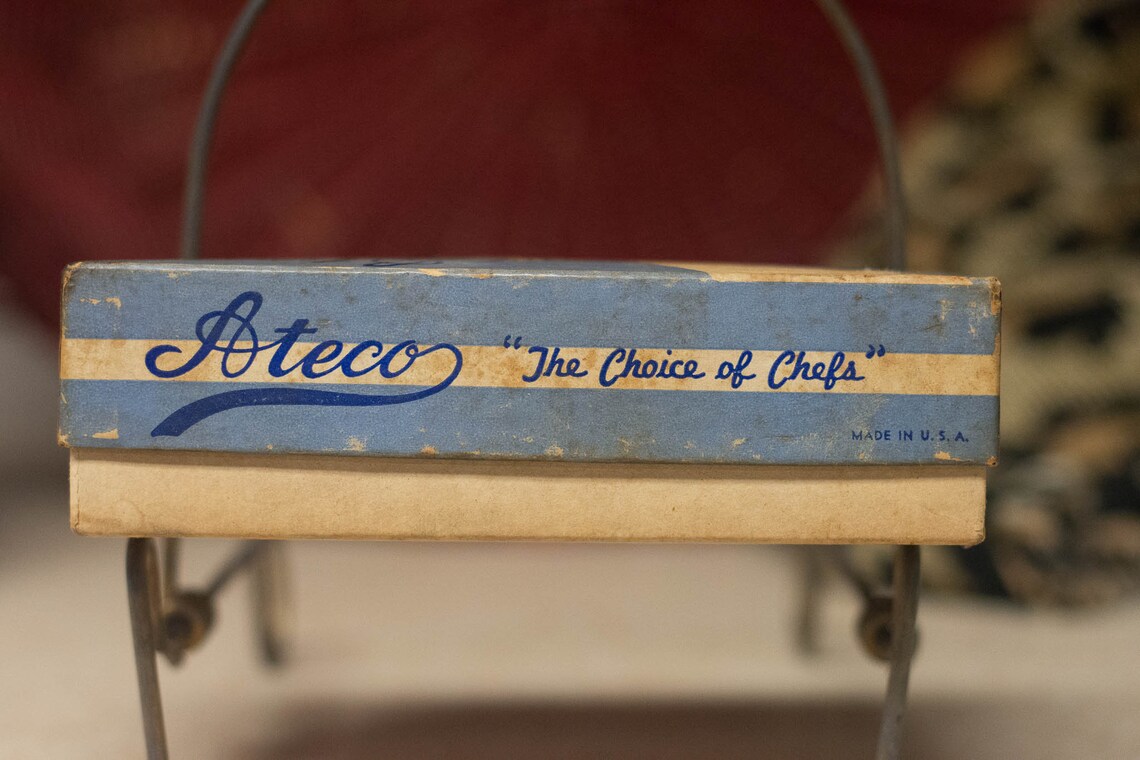 Ateco "The Choice of Chefs"
MADE IN U. S. A.